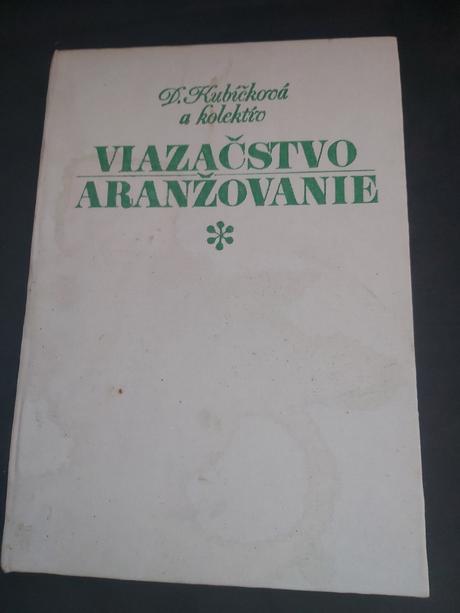 D. Kubíčková
a kolektív
VIAZAČSTVO
ARANŽOVANIE